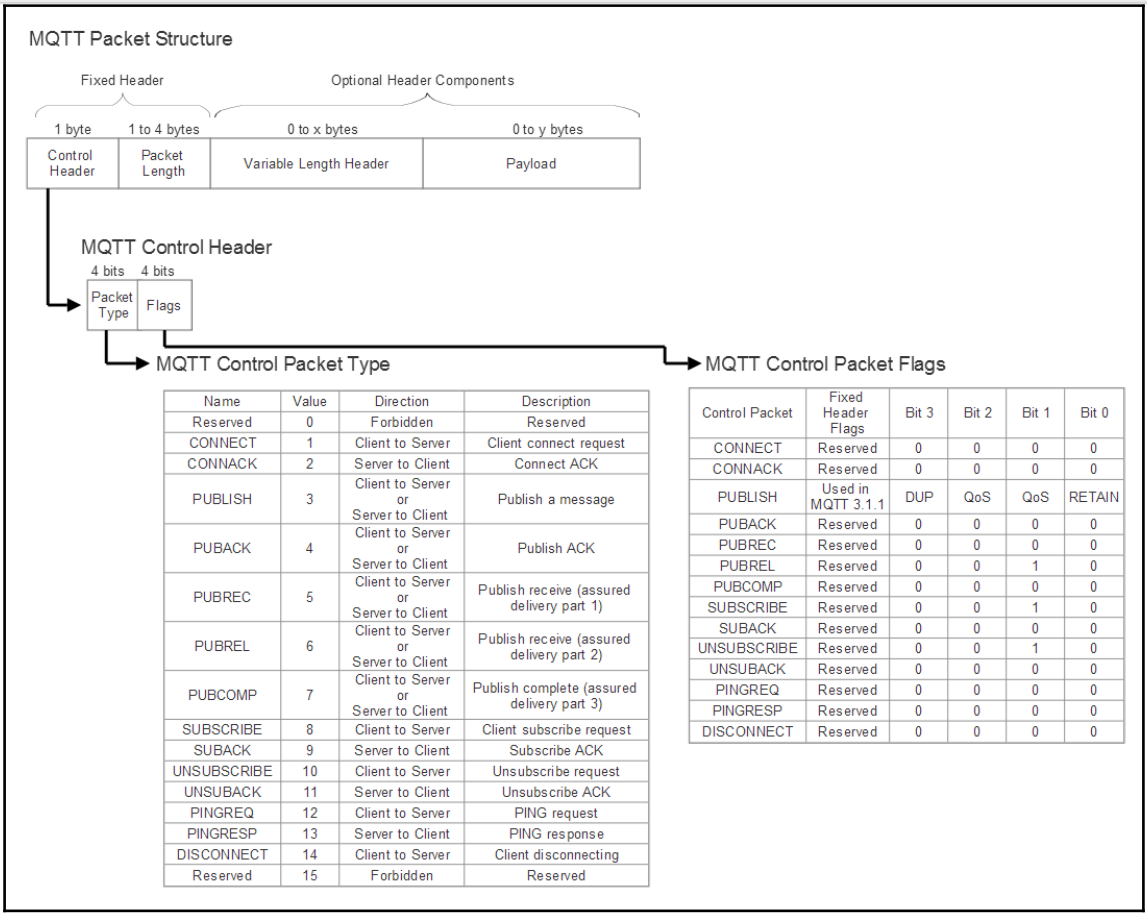 MQTT Packet Structure
Fixed Header Optional Header Components
1 byte 1 to 4 bytes 0 to x bytes 0 to y bytes
Control Header Packet Length Variable Length Header Payload
MQTT Control Header
4 bits 4 bits
Packet Type Flags
MQTT Control Packet Type
Name Value Direction Description
Reserved 0 Forbidden Reserved
CONNECT 1 Client to Server Client connect request
CONNACK 2 Server to Client Connect ACK
PUBLISH 3 Client to Server or Server to Client Publish a message
PUBACK 4 Client to Server or Server to Client Publish ACK
PUBREC 5 Client to Server or Server to Client Publish receive (assured delivery part 1)
PUBREL 6 Client to Server or Server to Client Publish receive (assured delivery part 2)
PUBCOMP 7 Client to Server or Server to Client Publish complete (assured delivery part 3)
SUBSCRIBE 8 Client to Server Client subscribe request
SUBACK 9 Server to Client Subscribe ACK
UNSUBSCRIBE 10 Client to Server Unsubscribe request
UNSUBACK 11 Server to Client Unsubscribe ACK
PINGREQ 12 Client to Server PING request
PINGRESP 13 Server to Client PING response
DISCONNECT 14 Client to Server Client disconnecting
Reserved 15 Forbidden Reserved
MQTT Control Packet Flags
Control Packet Fixed Header Flags Bit 3 Bit 2 Bit 1 Bit 0
CONNECT Reserved 0 0 0 0
CONNACK Reserved 0 0 0 0
PUBLISH Used in MQTT 3.1.1 DUP QoS QoS RETAIN
PUBACK Reserved 0 0 0 0
PUBREC Reserved 0 0 0 0
PUBREL Reserved 0 0 1 0
PUBCOMP Reserved 0 0 0 0
SUBSCRIBE Reserved 0 0 1 0
SUBACK Reserved 0 0 0 0
UNSUBSCRIBE Reserved 0 0 1 0
UNSUBACK Reserved 0 0 0 0
PINGREQ Reserved 0 0 0 0
PINGRESP Reserved 0 0 0 0
DISCONNECT Reserved 0 0 0 0